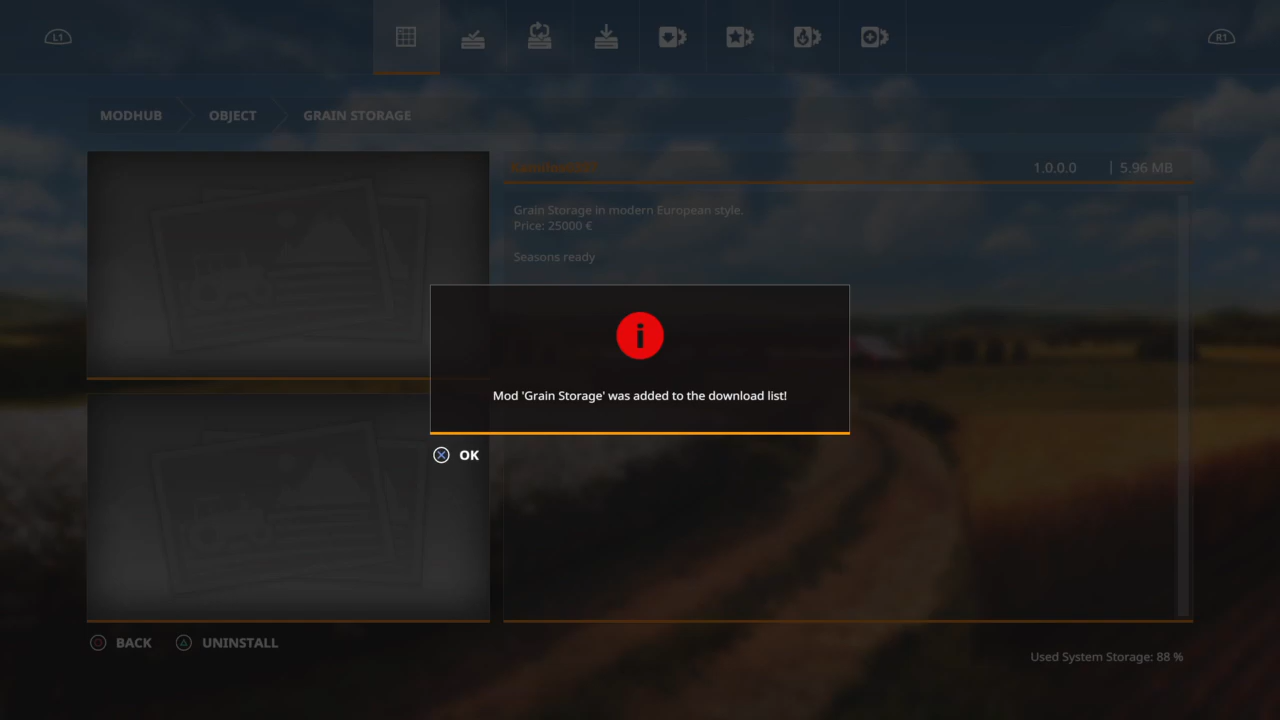 L1
R1
MODHUB
OBJECT
GRAIN STORAGE
1.0.0.0 | 5.96 MB
Grain Storage in modern European style.
Price: 25000 €
Seasons ready
i
Mod 'Grain Storage' was added to the download list!
OK
BACK
UNINSTALL
Used System Storage: 88 %